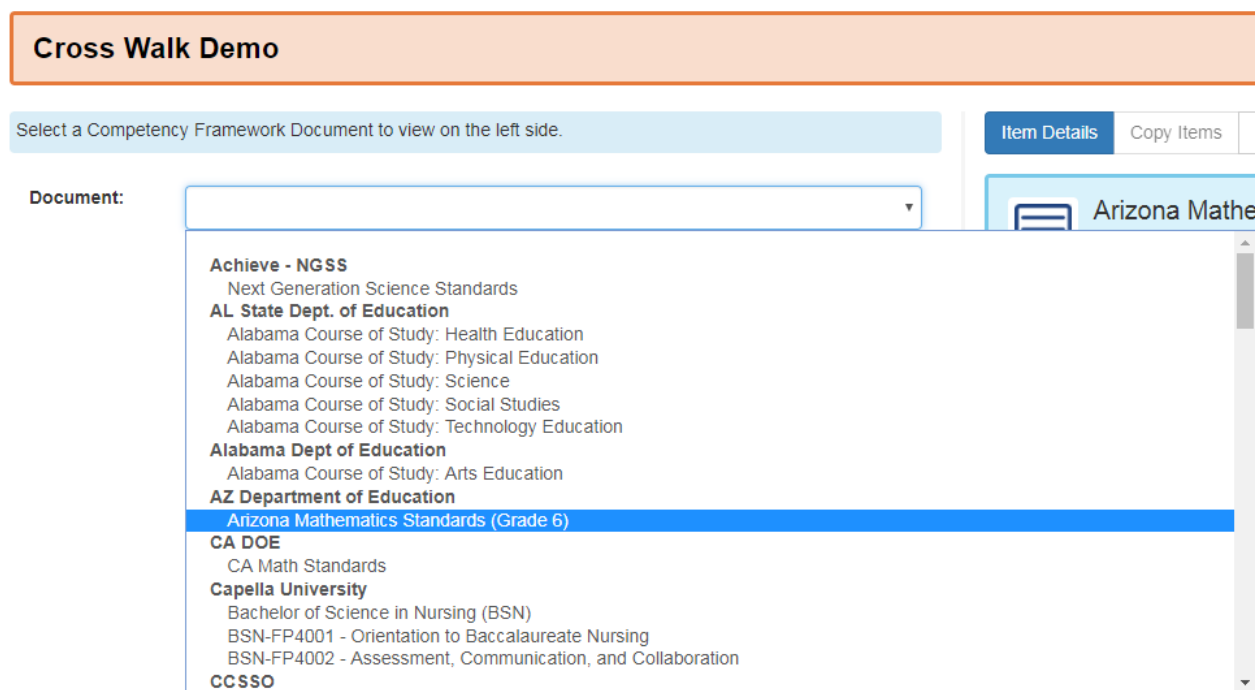 Cross Walk Demo
Select a Competency Framework Document to view on the left side.
Item Details
Copy Items
Document:
Arizona Mathe
Achieve - NGSS
Next Generation Science Standards
AL State Dept. of Education
Alabama Course of Study: Health Education
Alabama Course of Study: Physical Education
Alabama Course of Study: Science
Alabama Course of Study: Social Studies
Alabama Course of Study: Technology Education
Alabama Dept of Education
Alabama Course of Study: Arts Education
AZ Department of Education
Arizona Mathematics Standards (Grade 6)
CA DOE
CA Math Standards
Capella University
Bachelor of Science in Nursing (BSN)
BSN-FP4001 - Orientation to Baccalaureate Nursing
BSN-FP4002 - Assessment, Communication, and Collaboration
CCSSO